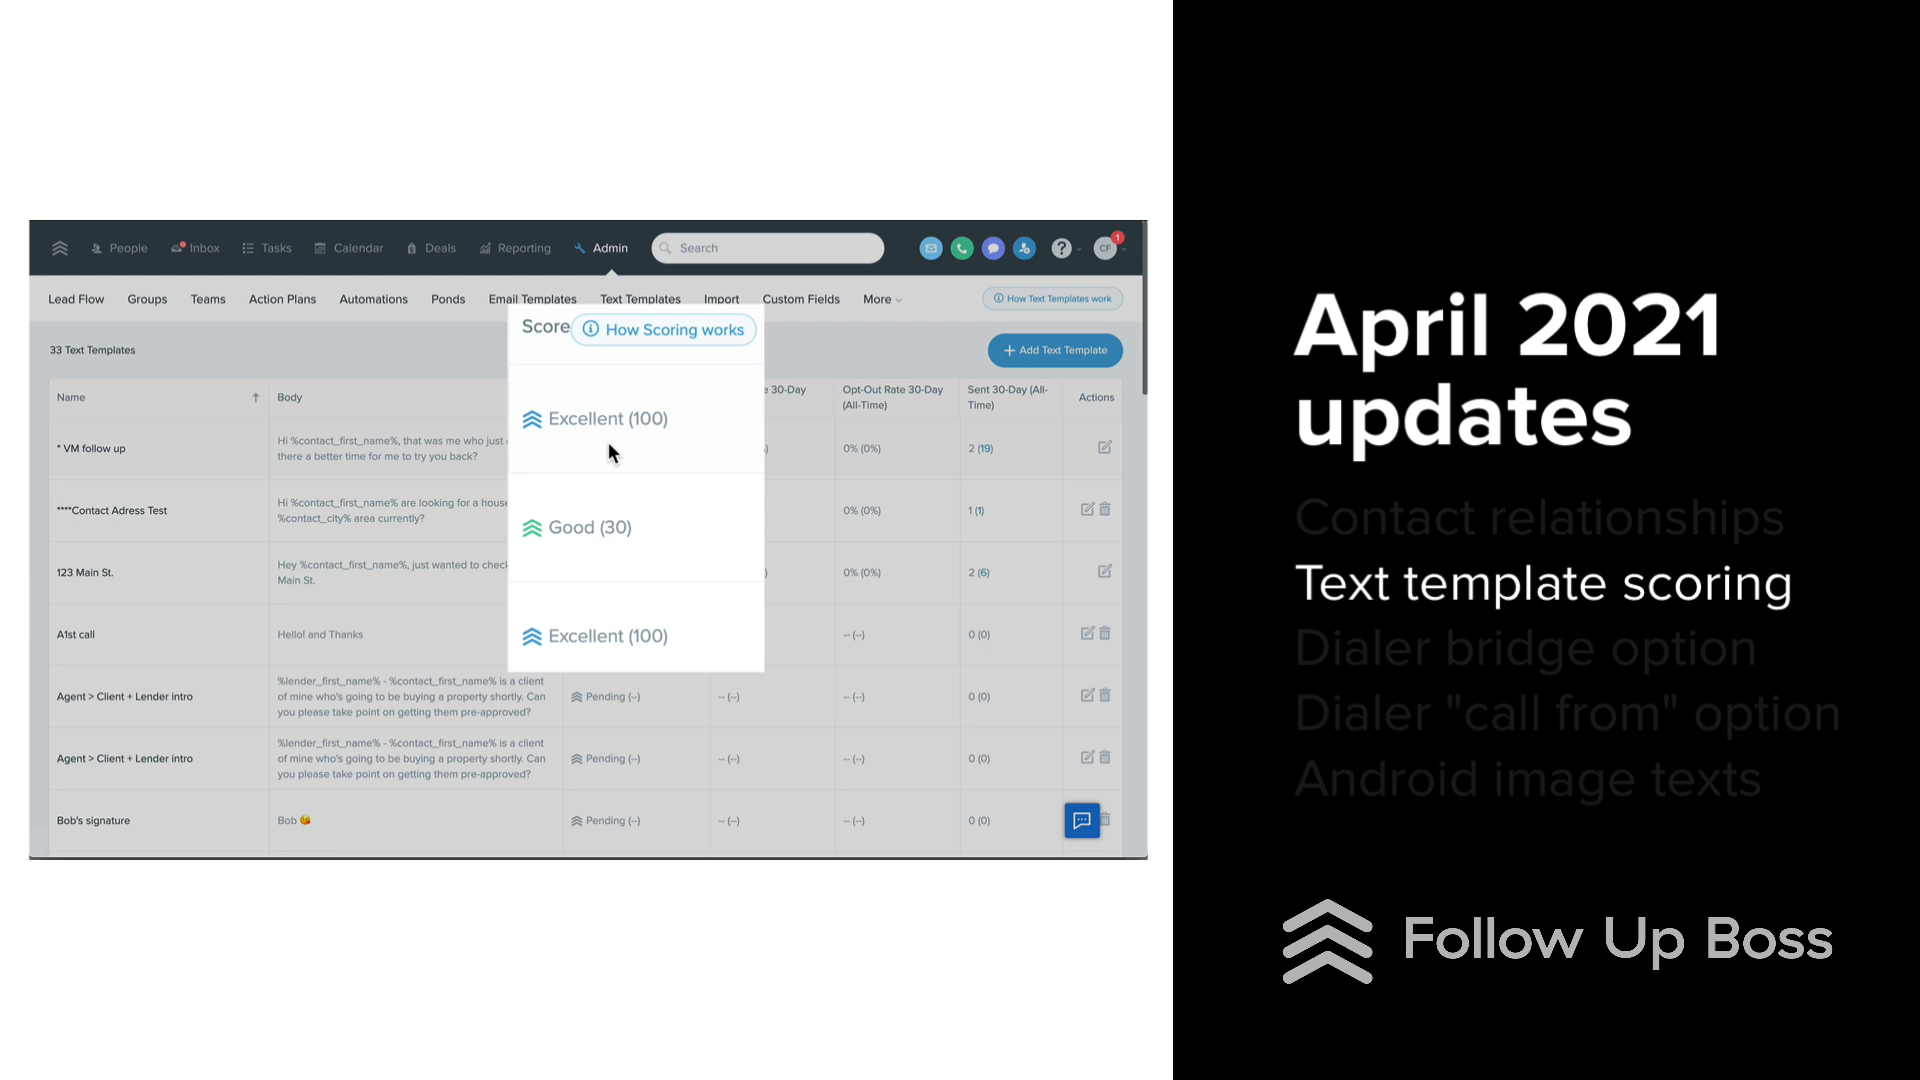 People
Inbox
Tasks
Calendar
Deals
Reporting
Admin
Search
?
CF
1
Lead Flow
Groups
Teams
Action Plans
Automations
Ponds
Email Templates
Text Templates
Import
Custom Fields
More
How Text Templates work
33 Text Templates
+ Add Text Template
Name
Body
Score
How Scoring works
30-Day
Opt-Out Rate 30-Day
(All-Time)
Sent 30-Day (All-
Time)
Actions
* VM follow up
Hi %contact_first_name%, that was me who just
there a better time for me to try you back?
Excellent (100)
0% (0%)
2 (19)
****Contact Adress Test
Hi %contact_first_name% are looking for a house
%contact_city% area currently?
Good (30)
0% (0%)
1 (1)
123 Main St.
Hey %contact_first_name%, just wanted to
Main St.
Excellent (100)
0% (0%)
2 (6)
A1st call
Hello! and Thanks
-- (--)
0 (0)
Agent > Client + Lender intro
%lender_first_name% - %contact_first_name% is a client
of mine who's going to be buying a property shortly. Can
you please take point on getting them pre-approved?
Pending (--)
-- (--)
-- (--)
0 (0)
Agent > Client + Lender intro
%lender_first_name% - %contact_first_name% is a client
of mine who's going to be buying a property shortly. Can
you please take point on getting them pre-approved?
Pending (--)
-- (--)
-- (--)
0 (0)
Bob's signature
Bob 😘
Pending (--)
-- (--)
-- (--)
0 (0)
April 2021
updates
Contact relationships
Text template scoring
Dialer bridge option
Dialer "call from" option
Android image texts
Follow Up Boss